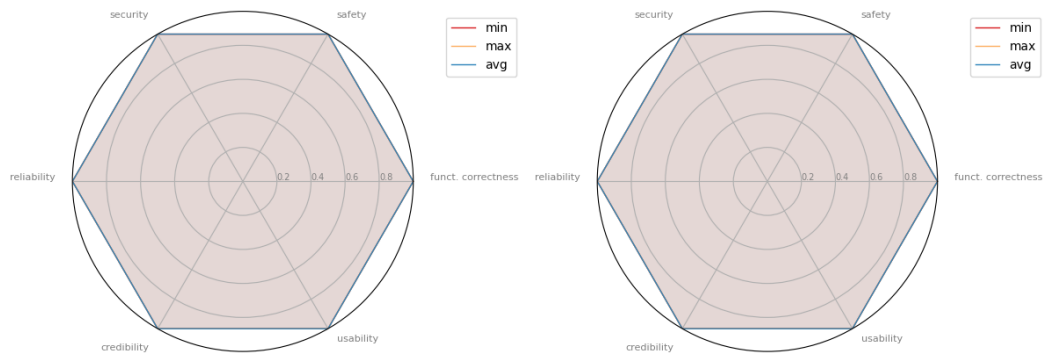 security
safety
min
max
avg
reliability
0.2
0.4
0.6
0.8
funct. correctness
credibility
usability
security
safety
min
max
avg
reliability
0.2
0.4
0.6
0.8
funct. correctness
credibility
usability